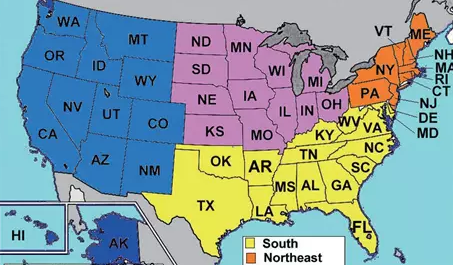 WA
MT
ND
MN
VT
ME
OR
ID
SD
WI
MI
NY
NH
MA
WY
RI
CT
NV
NE
IA
PA
NJ
UT
CO
IL
IN
OH
DE
MD
CA
KS
MO
KY
WV
VA
AZ
NM
OK
AR
TN
NC
SC
TX
MS
AL
GA
LA
FL
HI
AK
South
Northeast